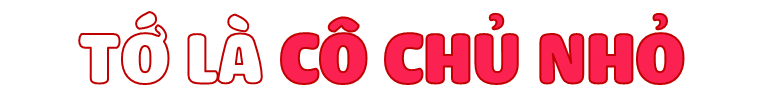 TỚ LÀ CÔ CHỦ NHỎ